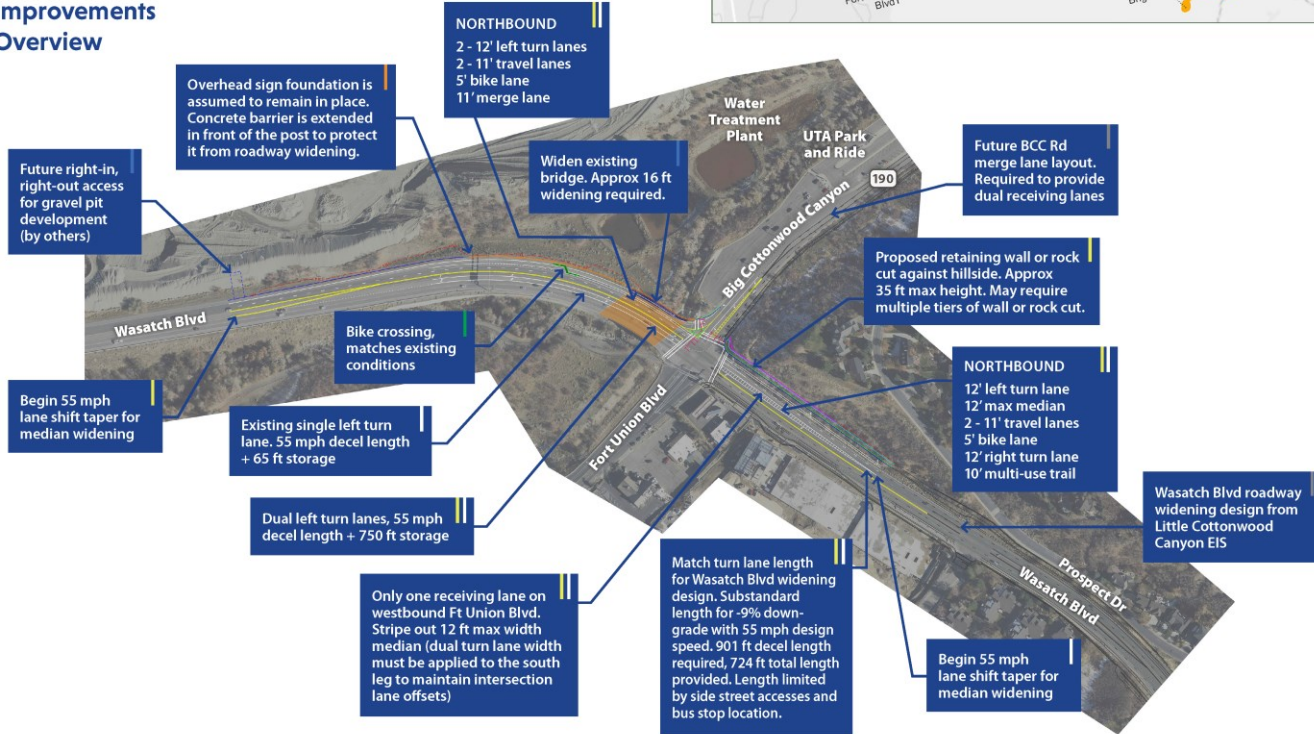 Improvements
Overview
Blvd
NORTHBOUND
2 - 12' left turn lanes
2 - 11' travel lanes
5' bike lane
11' merge lane
Overhead sign foundation is
assumed to remain in place.
Concrete barrier is extended
in front of the post to protect
it from roadway widening.
Water
Treatment
Plant
UTA Park
and Ride
190
Future BCC Rd
merge lane layout.
Required to provide
dual receiving lanes
Future right-in,
right-out access
for gravel pit
development
(by others)
Widen existing
bridge. Approx 16 ft
widening required.
Big Cottonwood Canyon
Proposed retaining wall or rock
cut against hillside. Approx
35 ft max height. May require
multiple tiers of wall or rock cut.
Wasatch Blvd
Bike crossing,
matches existing
conditions
NORTHBOUND
12' left turn lane
12' max median
2 - 11' travel lanes
5' bike lane
12' right turn lane
10' multi-use trail
Begin 55 mph
lane shift taper for
median widening
Existing single left turn
lane. 55 mph decel length
+ 65 ft storage
Fort Union Blvd
Dual left turn lanes, 55 mph
decel length + 750 ft storage
Wasatch Blvd roadway
widening design from
Little Cottonwood
Canyon EIS
Only one receiving lane on
westbound Ft Union Blvd.
Stripe out 12 ft max width
median (dual turn lane width
must be applied to the south
leg to maintain intersection
lane offsets)
Match turn lane length
for Wasatch Blvd widening
design. Substandard
length for -9% down-
grade with 55 mph design
speed. 901 ft decel length
required, 724 ft total length
provided. Length limited
by side street accesses and
bus stop location.
Prospect Dr
Wasatch Blvd
Begin 55 mph
lane shift taper for
median widening